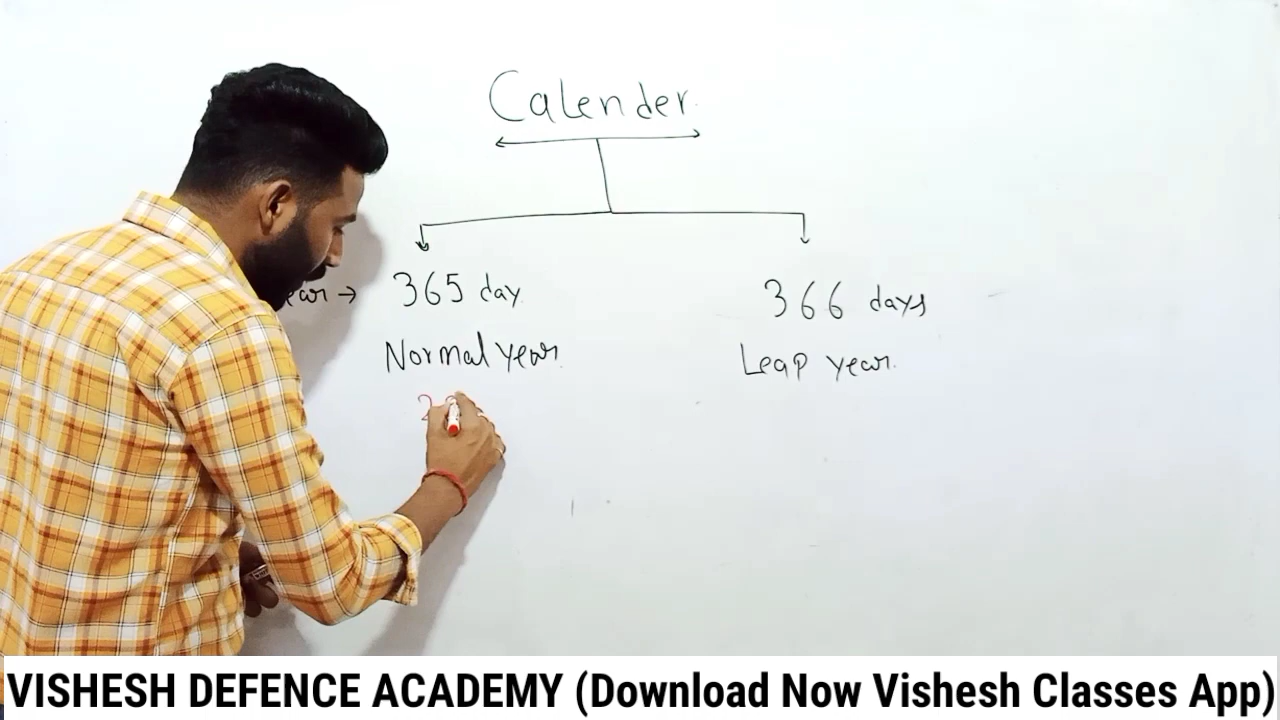 Calender
365 day
366 days
Normal year
Leap year
VISHESH DEFENCE ACADEMY (Download Now Vishesh Classes App)